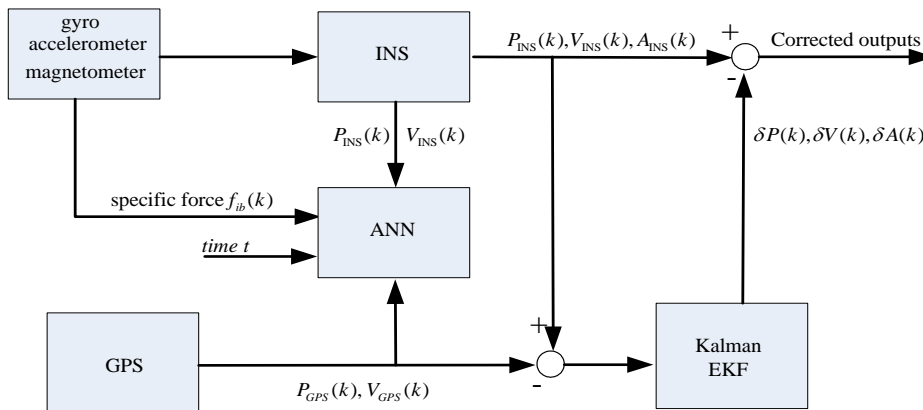 gyro
accelerometer
magnetometer
INS
P_INS(k), V_INS(k), A_INS(k)
+
-
Corrected outputs
P_INS(k) V_INS(k)
δP(k), δV(k), δA(k)
specific force f_ib(k)
ANN
time t
GPS
P_GPS(k), V_GPS(k)
+
-
Kalman
EKF